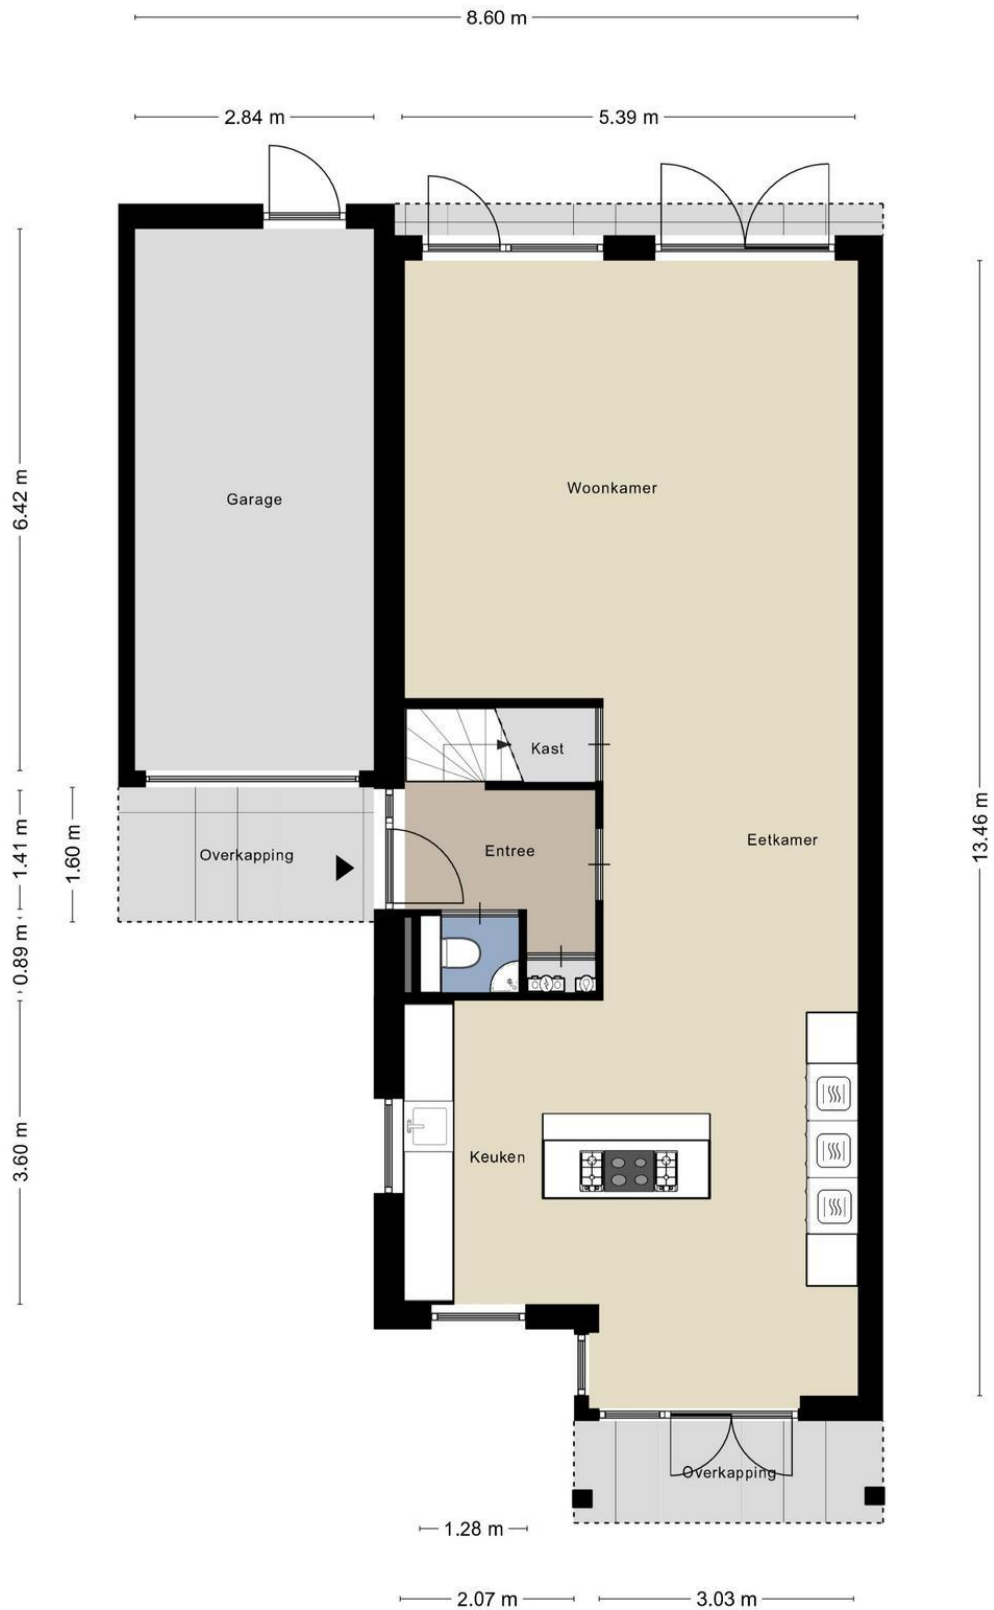 8.60 m
2.84 m
5.39 m
6.42 m
Garage
Woonkamer
Kast
1.41 m
1.60 m
Overkapping
Entree
Eetkamer
13.46 m
0.89 m
3.60 m
Keuken
Overkapping
1.28 m
2.07 m
3.03 m